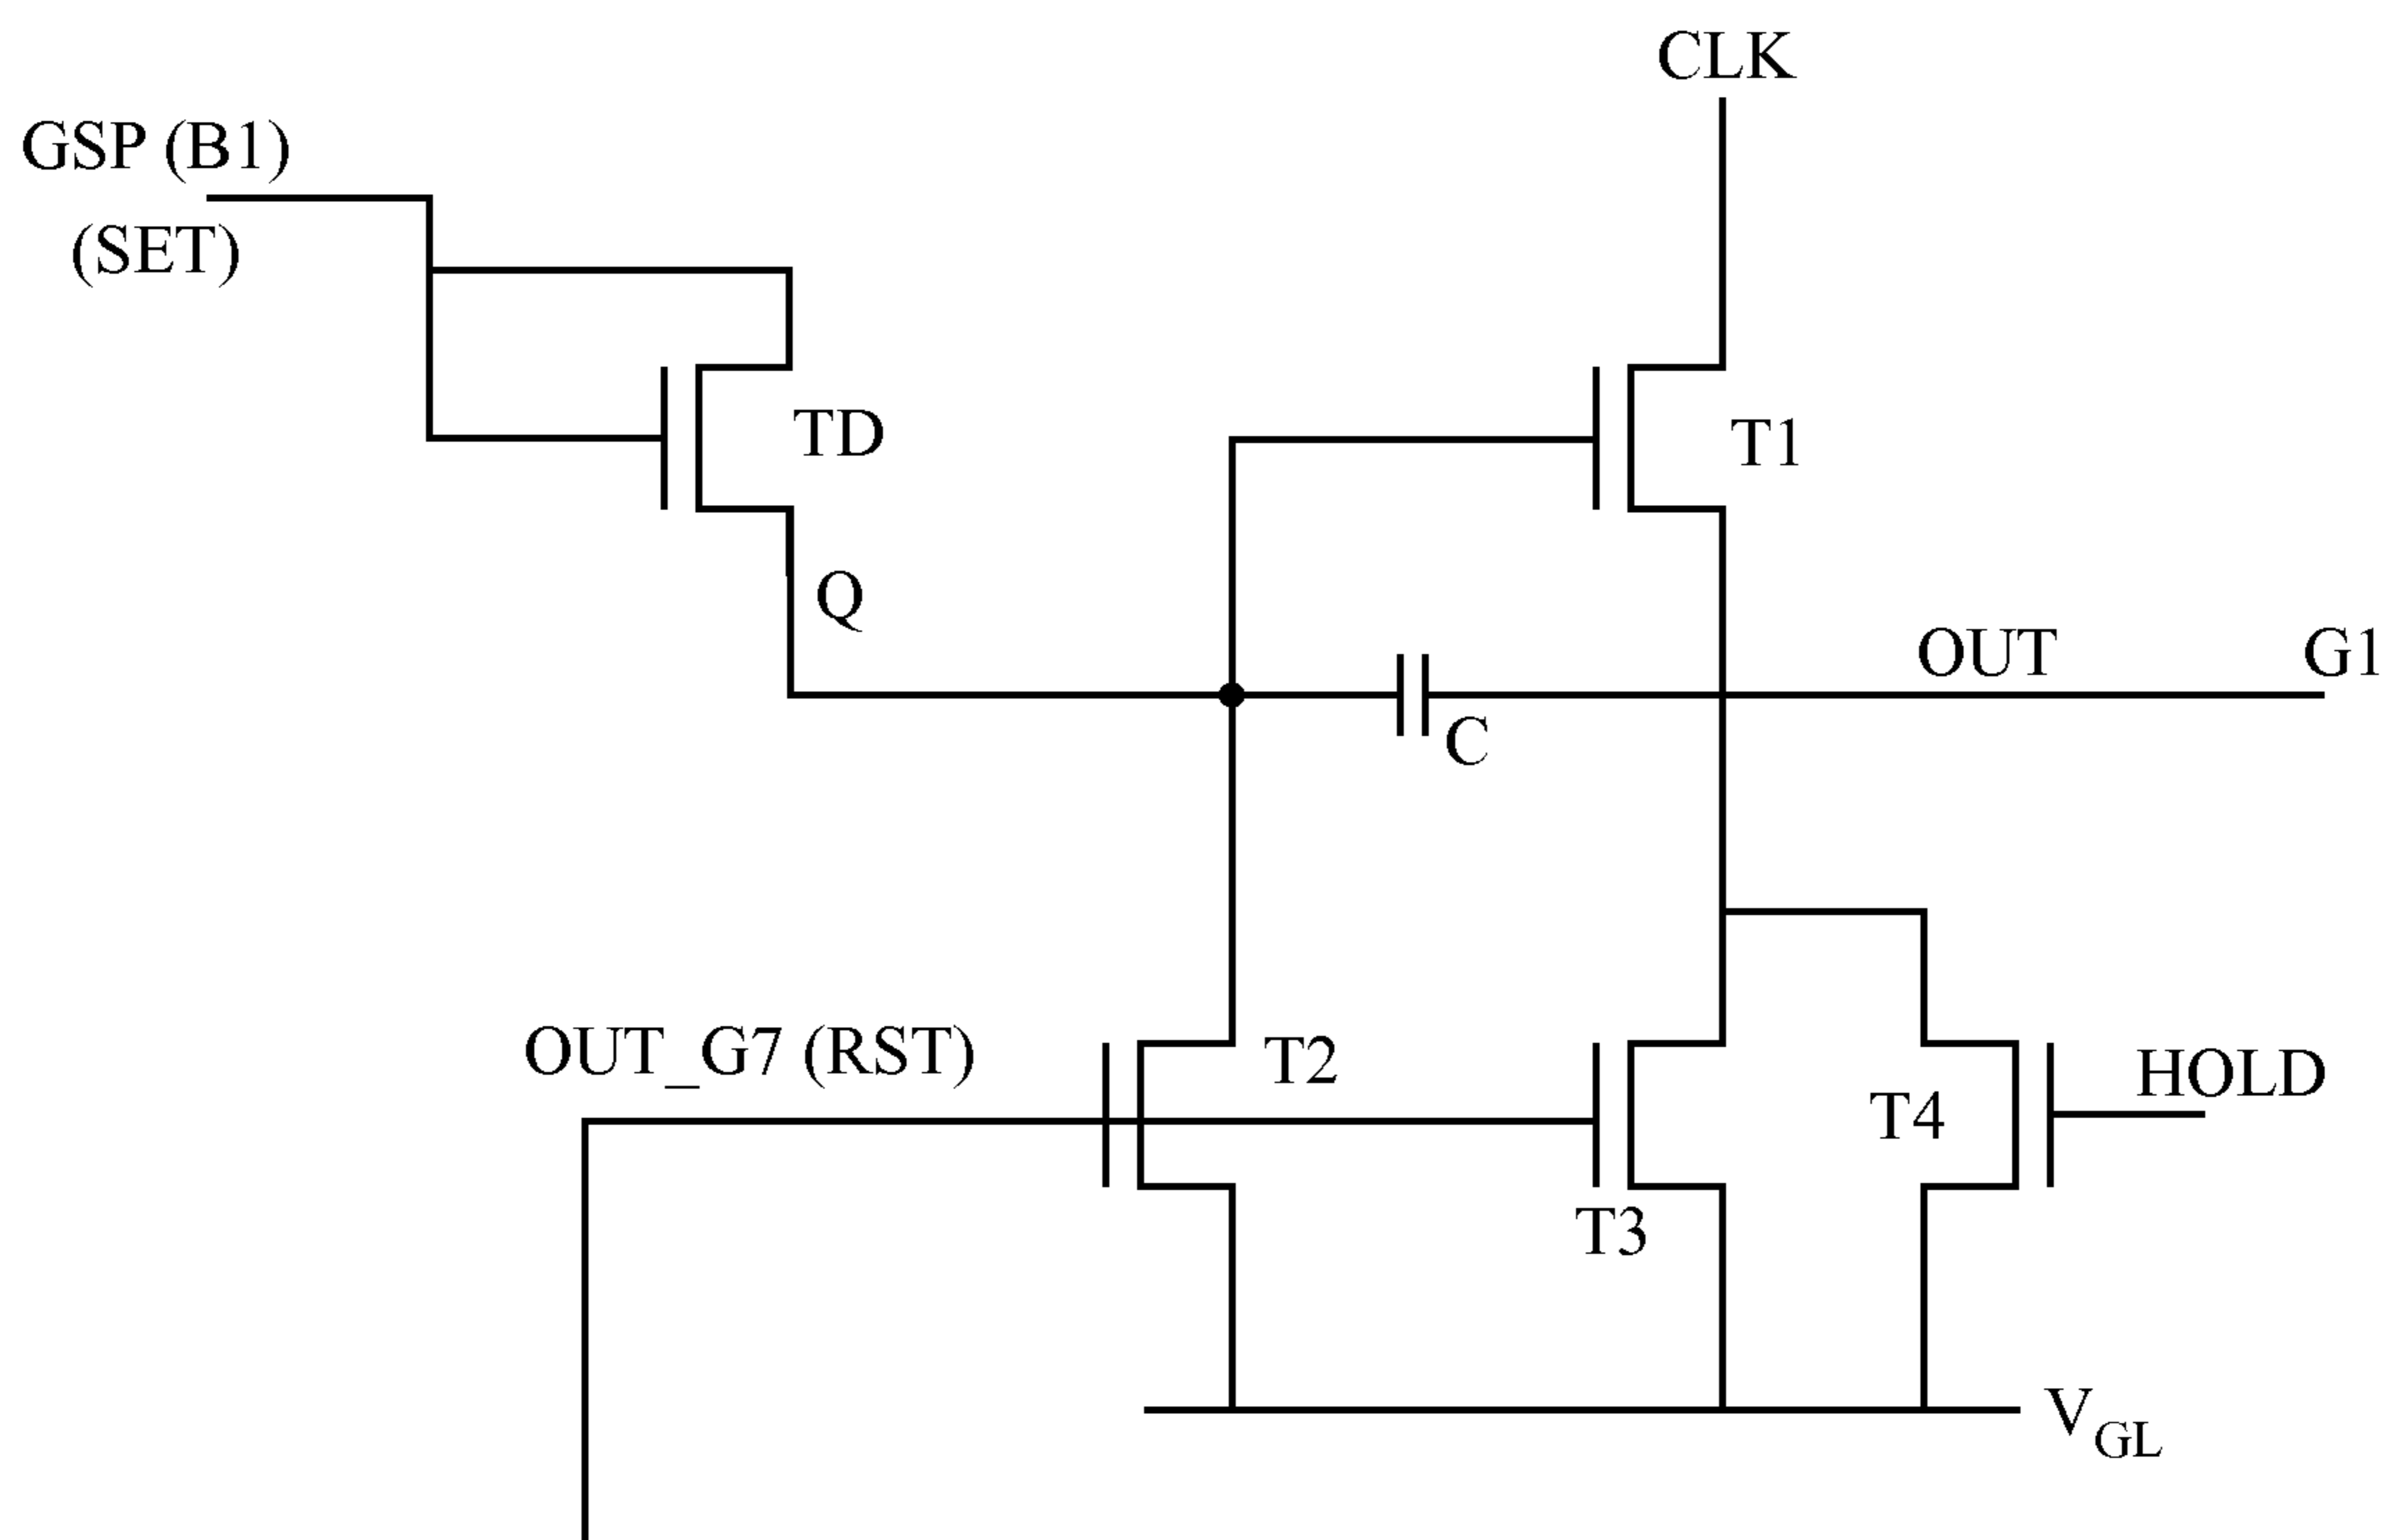 CLK
GSP (B1)
(SET)
TD
T1
Q
OUT
G1
C
OUT_G7 (RST)
T2
HOLD
T4
T3
VGL